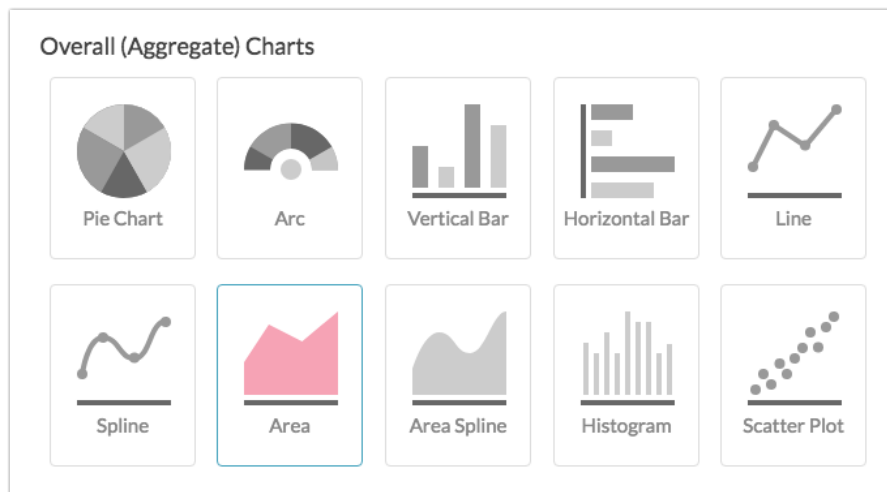 Overall (Aggregate) Charts
Pie Chart
Arc
Vertical Bar
Horizontal Bar
Line
Spline
Area
Area Spline
Histogram
Scatter Plot